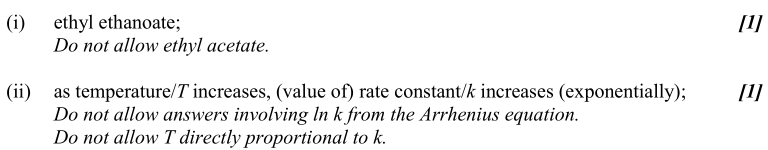 (i) ethyl ethanoate; [1]
Do not allow ethyl acetate.
(ii) as temperature/T increases, (value of) rate constant/k increases (exponentially); [1]
Do not allow answers involving ln k from the Arrhenius equation.
Do not allow T directly proportional to k.